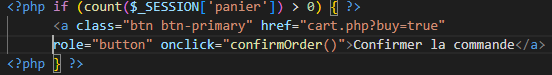 <?php if (count($_SESSION['panier']) > 0) { ?>
<a class="btn btn-primary" href="cart.php?buy=true"
role="button" onclick="confirmOrder()">Confirmer la commande</a>
<?php } ?>